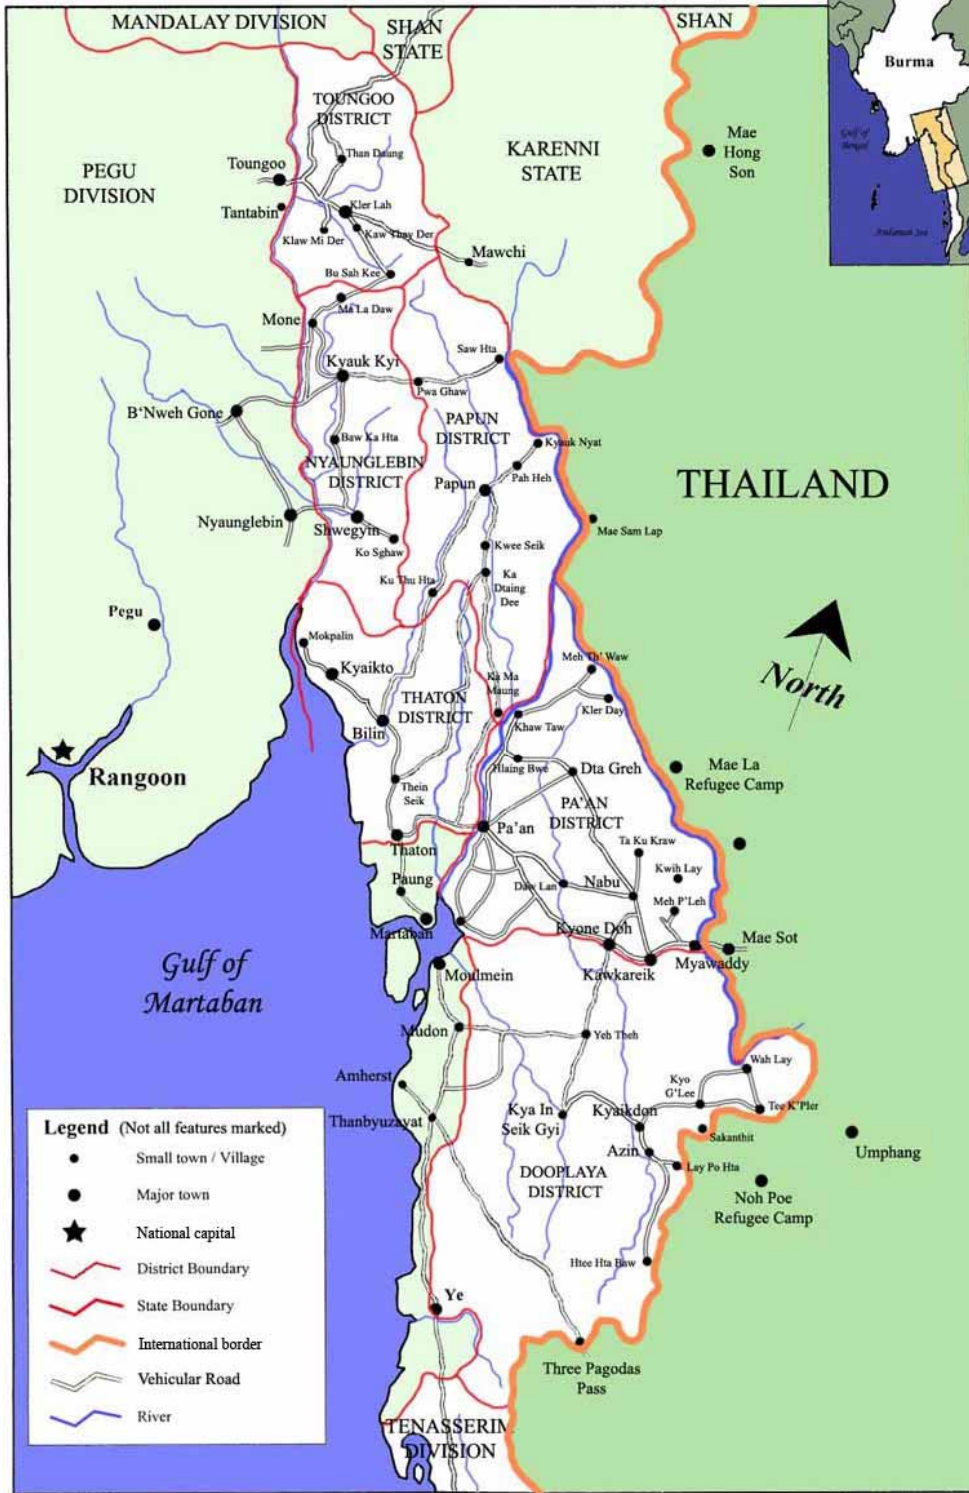 MANDALAY DIVISION
SHAN
STATE
SHAN
Burma
Gulf of
Bengal
Andaman Sea
TOUNGOO
DISTRICT
Than Daung
Toungoo
Tantabin
Kler Lah
Klaw Mi Der
Kaw Thay Der
Mawchi
Bu Sah Kee
PEGU
DIVISION
KARENNI
STATE
Mae
Hong
Son
Ma La Daw
Mone
Saw Hta
Kyauk Kyi
Pwa Ghaw
B'Nweh Gone
Baw Ka Hta
PAPUN
DISTRICT
Kyauk Nyat
NYAUNGLEBIN
DISTRICT
Pah Heh
Papun
THAILAND
Nyaunglebin
Shwegyin
Mae Sam Lap
Ko Sghaw
Kwee Seik
Ku Thu Hta
Ka
Dtaing
Dee
Pegu
Mokpalin
Kyaikto
Meh Th' Waw
North
Ka Ma
Maung
Kler Day
THATON
DISTRICT
Bilin
Khaw Taw
Rangoon
Hlaing Bwe
Dta Greh
Mae La
Refugee Camp
Thein
Seik
PA'AN
DISTRICT
Pa'an
Thaton
Ta Ku Kraw
Paung
Daw Lan
Nabu
Kwih Lay
Meh P'Leh
Martaban
Kyone Doh
Mae Sot
Kawkareik
Myawaddy
Gulf of
Martaban
Moulmein
Mudon
Yeh Theh
Wah Lay
Amherst
Kyo
G'Lee
Thanbyuzayat
Kya In
Seik Gyi
Kyaikdon
Tee K'Pler
Sakanthit
Umphang
Azin
Lay Po Hta
DOOPLAYA
DISTRICT
Noh Poe
Refugee Camp
Htee Hta Baw
Ye
Three Pagodas
Pass
TENASSERIM
DIVISION
Legend (Not all features marked)
Small town / Village
Major town
National capital
District Boundary
State Boundary
International border
Vehicular Road
River